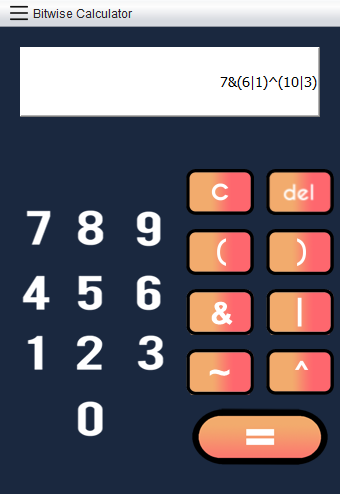 Bitwise Calculator
7&(6|1)^(10|3)
C del
7 8 9
( )
4 5 6
& |
1 2 3
~ ^
0
=